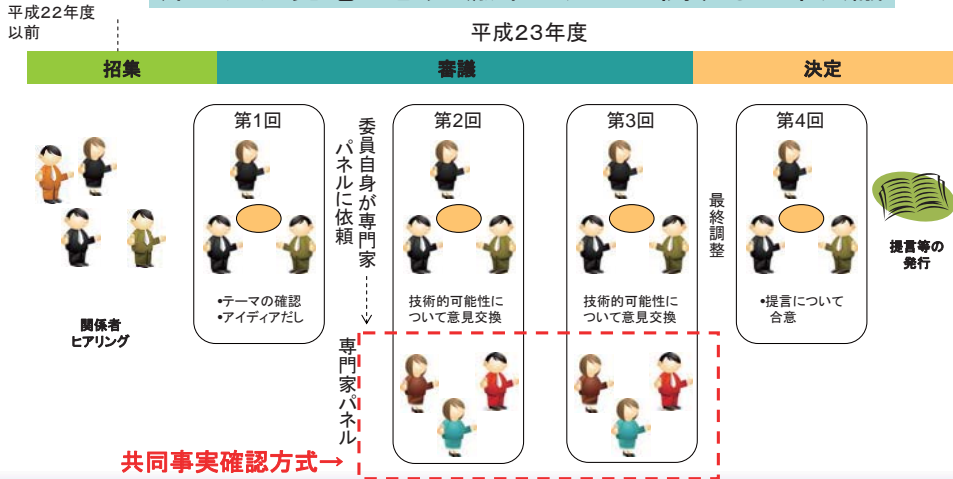 平成22年度
以前
平成23年度
招集
審議
決定
第1回
委員自身が専門家
パネルに依頼
第2回
第3回
最終調整
第4回
提言等の
発行
•テーマの確認
•アイディアだし
技術的可能性に
ついて意見交換
技術的可能性に
ついて意見交換
•提言について
合意
関係者
ヒアリング
専門家パネル
共同事実確認方式→